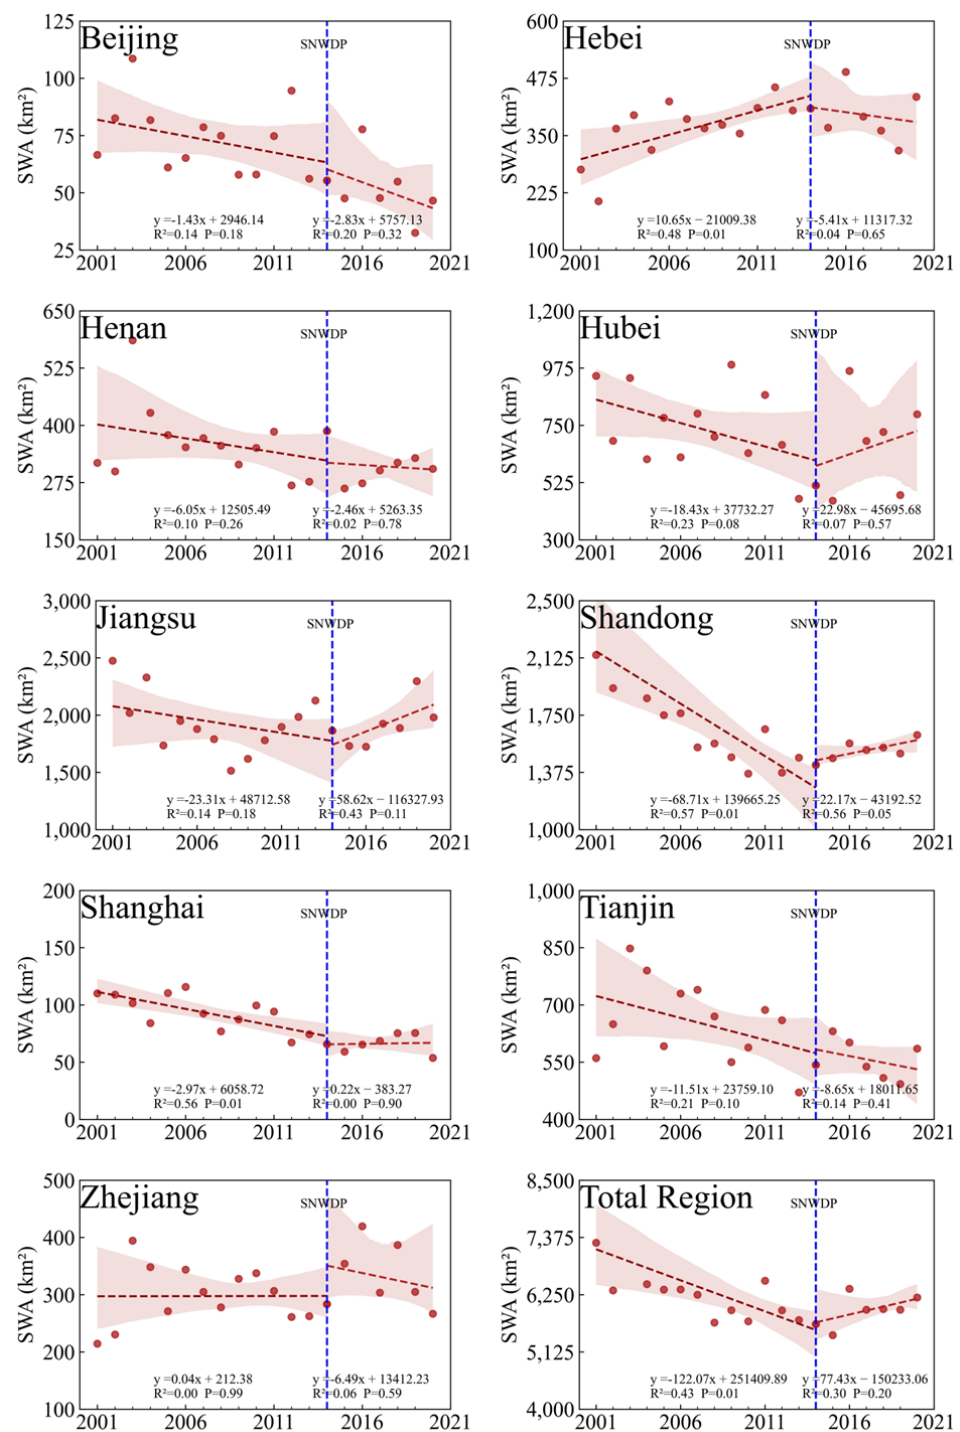 Beijing
SNWDP
SWA (km²)
125
100
75
50
25
y =-1.43x + 2946.14
R²=0.14 P=0.18
y =-2.83x + 5757.13
R²=0.20 P=0.32
2001 2006 2011 2016 2021
Hebei
SNWDP
SWA (km²)
600
475
350
225
100
y =10.65x − 21009.38
R²=0.48 P=0.01
y =-5.41x + 11317.32
R²=0.04 P=0.65
2001 2006 2011 2016 2021
Henan
SNWDP
SWA (km²)
650
525
400
275
150
y =-6.05x + 12505.49
R²=0.10 P=0.26
y =-2.46x + 5263.35
R²=0.02 P=0.78
2001 2006 2011 2016 2021
Hubei
SNWDP
SWA (km²)
1,200
975
750
525
300
y =-18.43x + 37732.27
R²=0.23 P=0.08
y =22.98x − 45695.68
R²=0.07 P=0.57
2001 2006 2011 2016 2021
Jiangsu
SNWDP
SWA (km²)
3,000
2,500
2,000
1,500
1,000
y =-23.31x + 48712.58
R²=0.14 P=0.18
y =58.62x − 116327.93
R²=0.43 P=0.11
2001 2006 2011 2016 2021
Shandong
SNWDP
SWA (km²)
2,500
2,125
1,750
1,375
1,000
y =-68.71x + 139665.25
R²=0.57 P=0.01
y =22.17x − 43192.52
R²=0.56 P=0.05
2001 2006 2011 2016 2021
Shanghai
SNWDP
SWA (km²)
200
150
100
50
0
y =-2.97x + 6058.72
R²=0.56 P=0.01
y =0.22x − 383.27
R²=0.00 P=0.90
2001 2006 2011 2016 2021
Tianjin
SNWDP
SWA (km²)
1,000
850
700
550
400
y =-11.51x + 23759.10
R²=0.21 P=0.10
y =-8.65x + 18011.65
R²=0.14 P=0.41
2001 2006 2011 2016 2021
Zhejiang
SNWDP
SWA (km²)
500
400
300
200
100
y =0.04x + 212.38
R²=0.00 P=0.99
y =-6.49x + 13412.23
R²=0.06 P=0.59
2001 2006 2011 2016 2021
Total Region
SNWDP
SWA (km²)
8,500
7,375
6,250
5,125
4,000
y =-122.07x + 251409.89
R²=0.43 P=0.01
y =77.43x − 150233.06
R²=0.30 P=0.20
2001 2006 2011 2016 2021